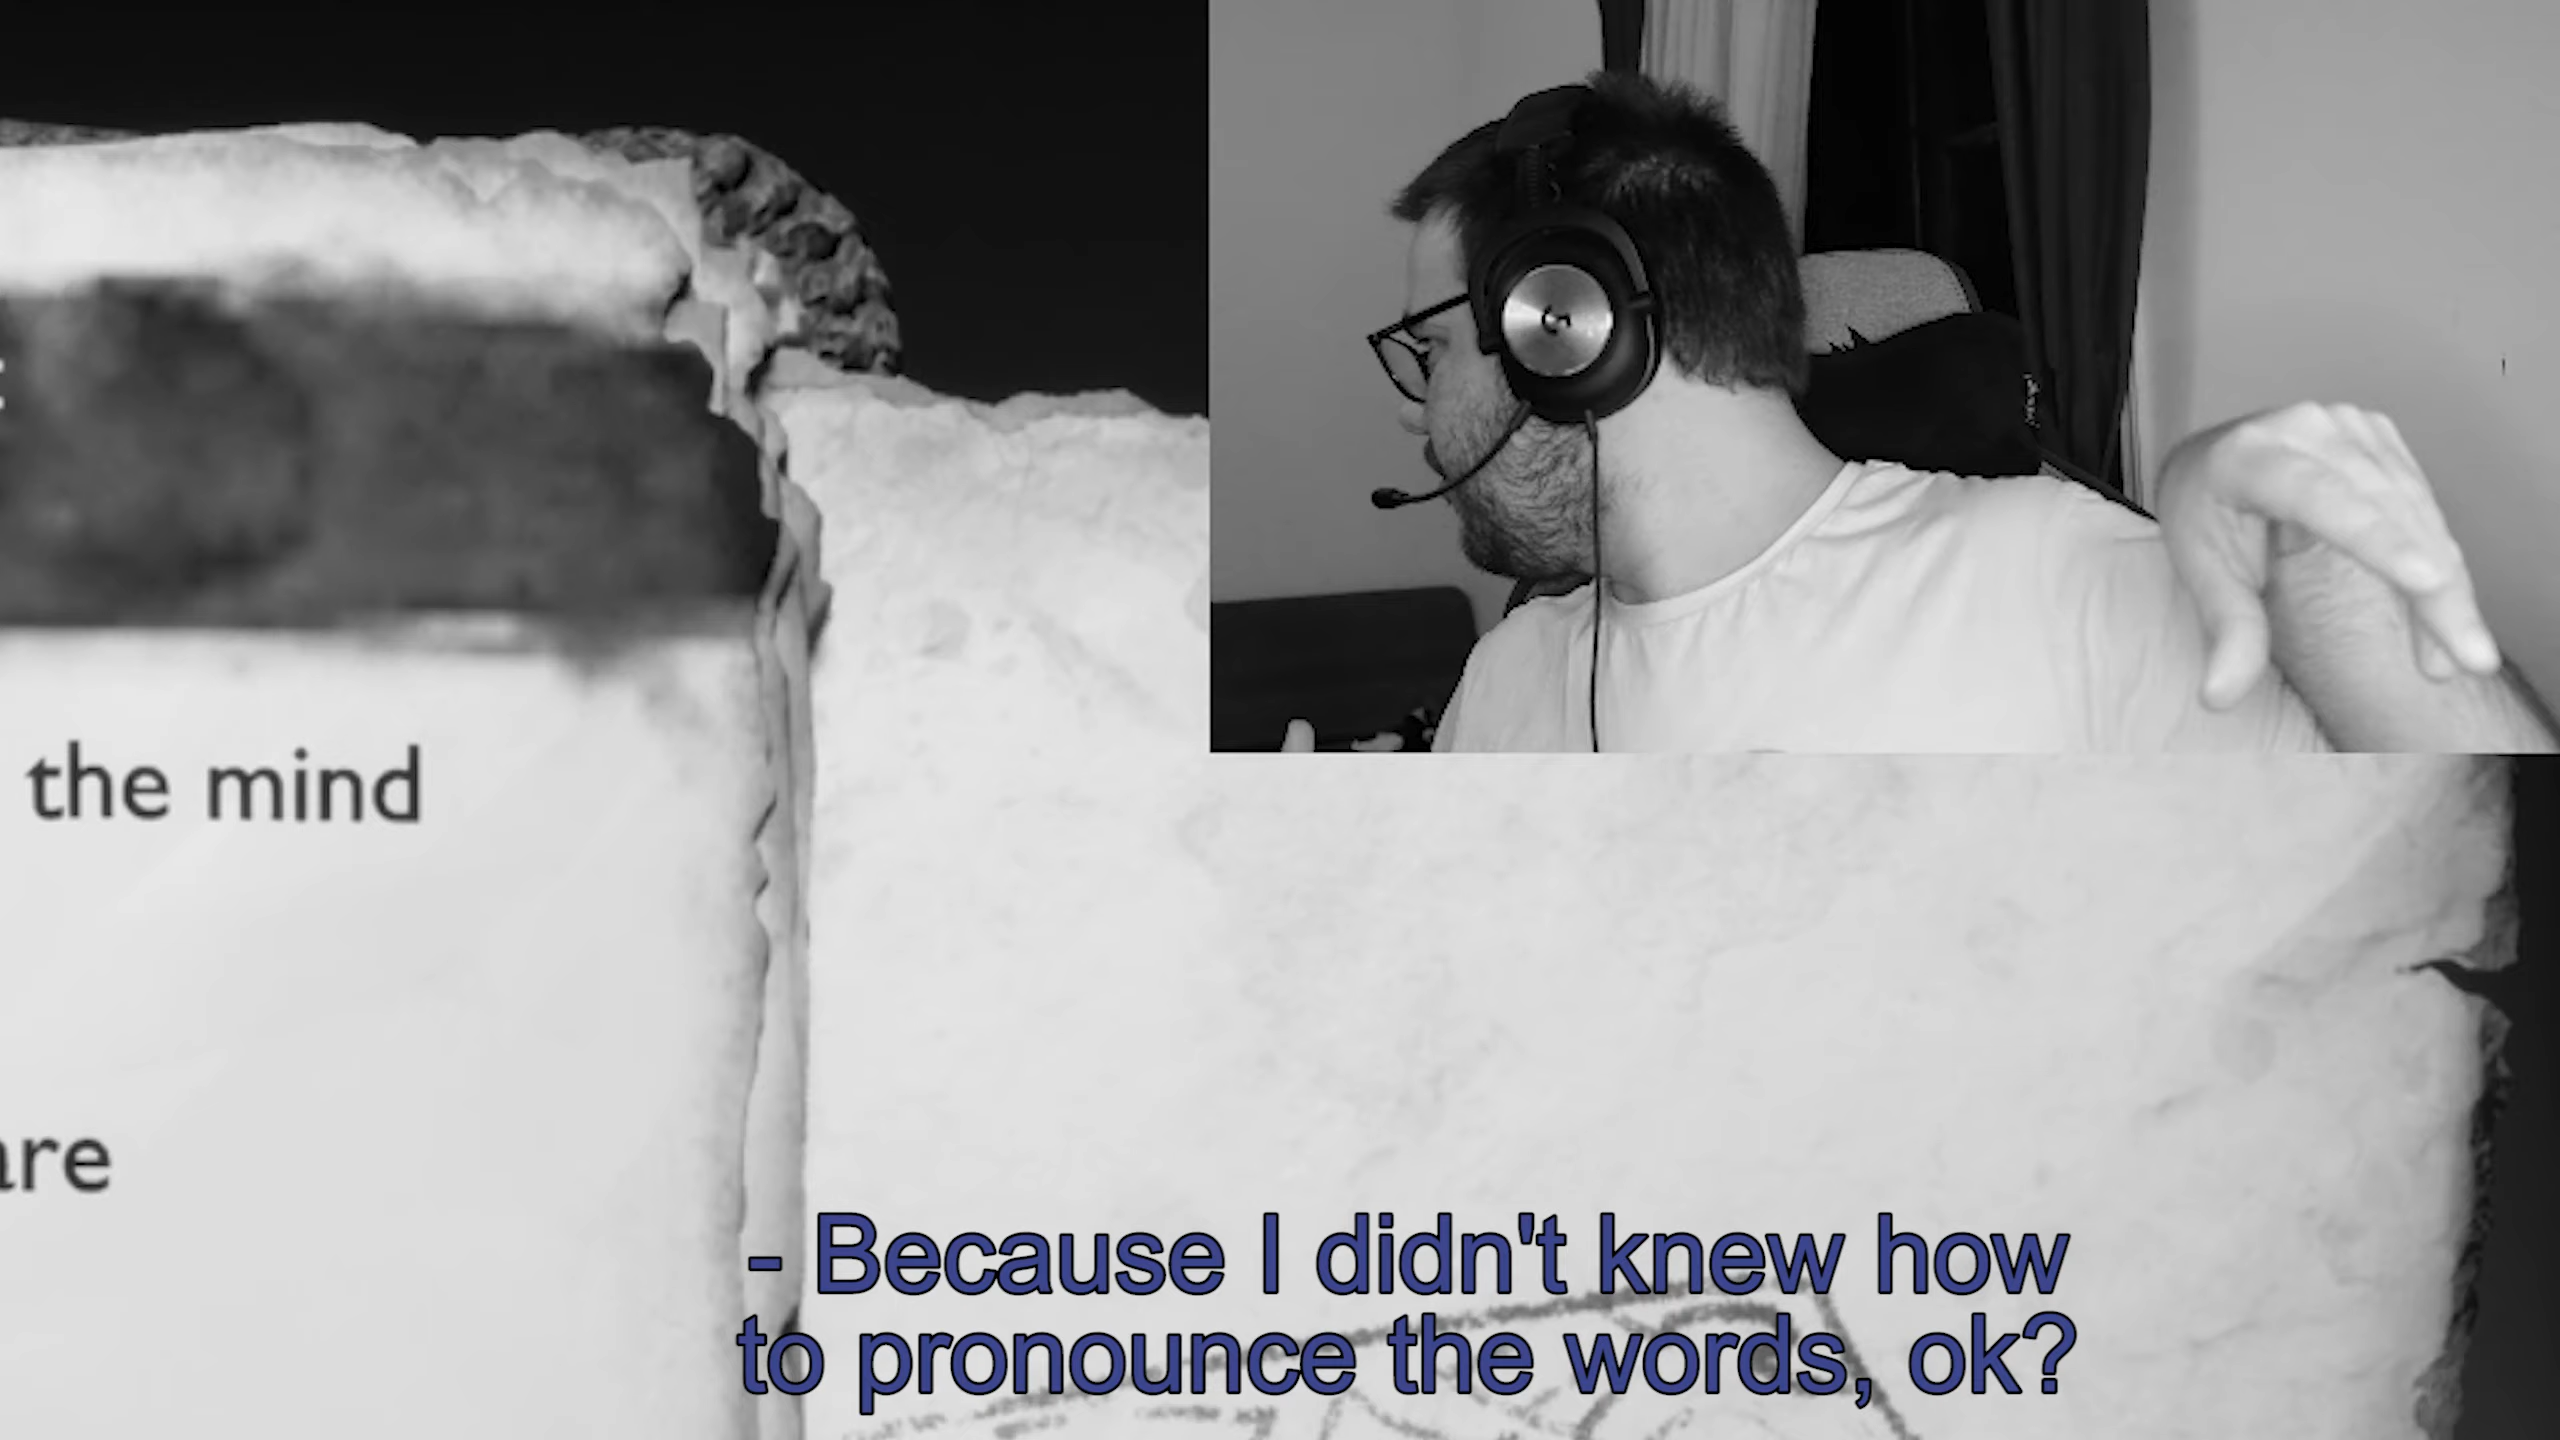 the mind
are
- Because I didn't knew how
to pronounce the words, ok?